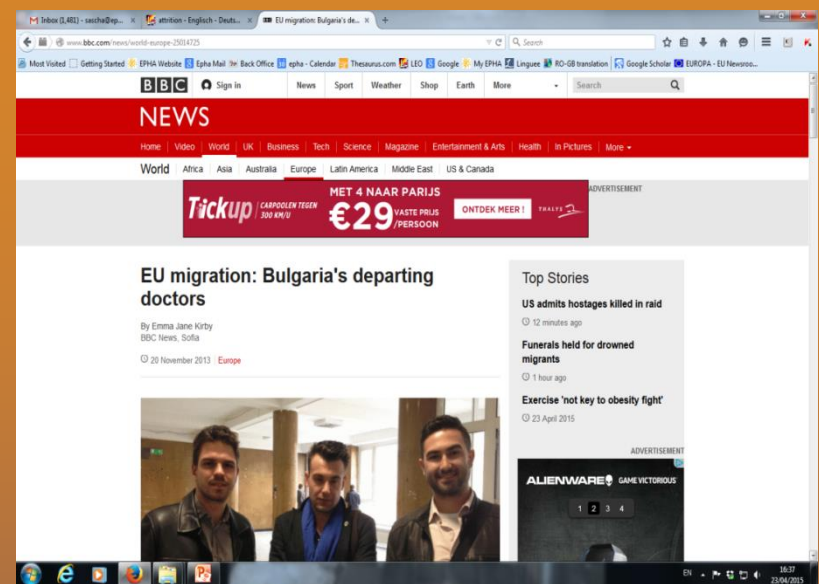 Inbox (1,481) - sascha@ep...
attrition - Englisch - Deuts...
EU migration: Bulgaria's de...
www.bbc.com/news/world-europe-25014725
Search
Most Visited
Getting Started
EPHA Website
Epha Mail
Back Office
epha - Calendar
Thesaurus.com
LEO
Google
My EPHA
Linguee
RO-GB translation
Google Scholar
EUROPA - EU Newsroo...
BBC
Sign in
News
Sport
Weather
Shop
Earth
More
Search
NEWS
Home
Video
World
UK
Business
Tech
Science
Magazine
Entertainment & Arts
Health
In Pictures
More
World
Africa
Asia
Australia
Europe
Latin America
Middle East
US & Canada
Tickup
CARPOOLEN TEGEN
300 KM/U
MET 4 NAAR PARIJS
€29
VASTE PRIJS
/PERSOON
ONTDEK MEER !
THALYS
ADVERTISEMENT
EU migration: Bulgaria's departing
doctors
By Emma Jane Kirby
BBC News, Sofia
20 November 2013
Europe
Top Stories
US admits hostages killed in raid
12 minutes ago
Funerals held for drowned
migrants
1 hour ago
Exercise 'not key to obesity fight'
23 April 2015
ADVERTISEMENT
ALIENWARE
GAME VICTORIOUS
1 2 3 4
EN
16:37
23/04/2015